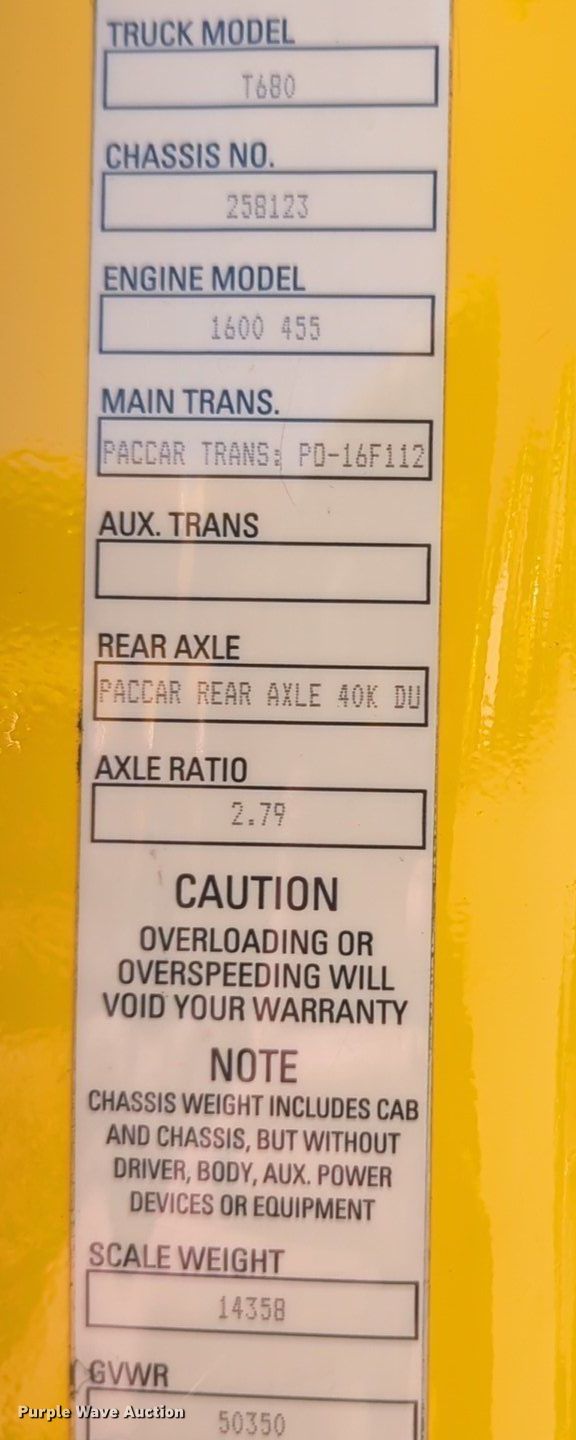 TRUCK MODEL
T680
CHASSIS NO.
258123
ENGINE MODEL
1600 455
MAIN TRANS.
PACCAR TRANS: PO-16F112
AUX. TRANS
REAR AXLE
PACCAR REAR AXLE 40K DU
AXLE RATIO
2.79
CAUTION
OVERLOADING OR
OVERSPEEDING WILL
VOID YOUR WARRANTY
NOTE
CHASSIS WEIGHT INCLUDES CAB
AND CHASSIS, BUT WITHOUT
DRIVER, BODY, AUX. POWER
DEVICES OR EQUIPMENT
SCALE WEIGHT
14358
GVWR
50350
Purple Wave Auction